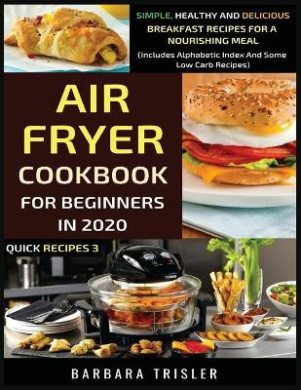 SIMPLE, HEALTHY AND DELICIOUS
BREAKFAST RECIPES FOR A
NOURISHING MEAL
(Includes Alphabetic Index And Some
Low Carb Recipes)
AIR
FRYER
COOKBOOK
FOR BEGINNERS
IN 2020
QUICK RECIPES 3
BARBARA TRISLER